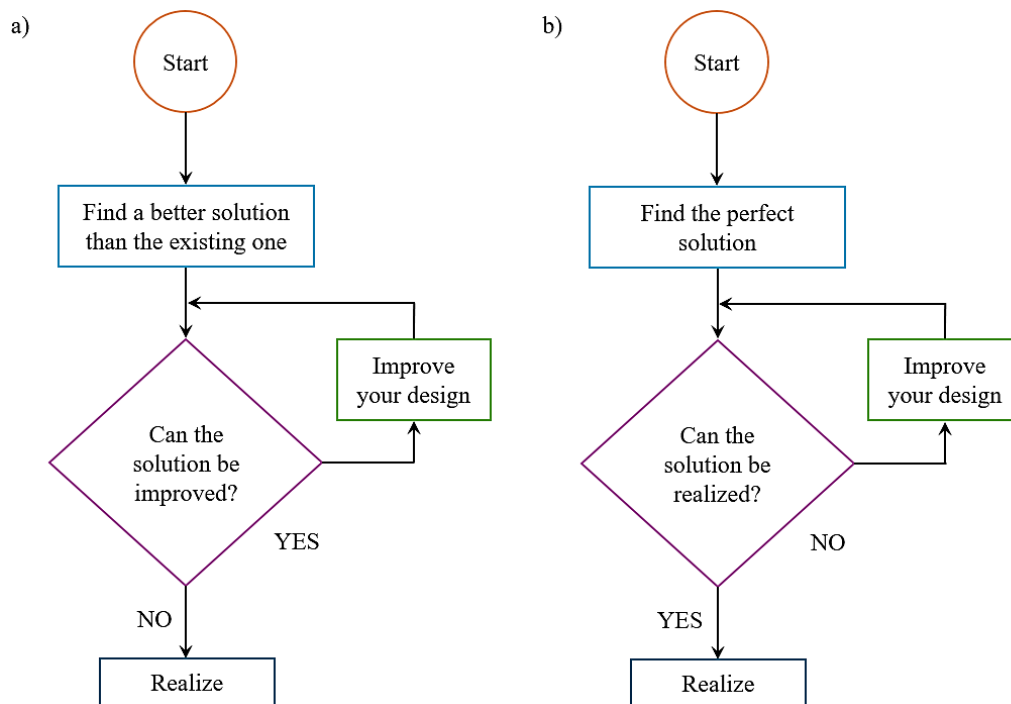 a)
Start
Find a better solution
than the existing one
Improve
your design
Can the
solution be
improved?
YES
NO
Realize
b)
Start
Find the perfect
solution
Improve
your design
Can the
solution be
realized?
NO
YES
Realize